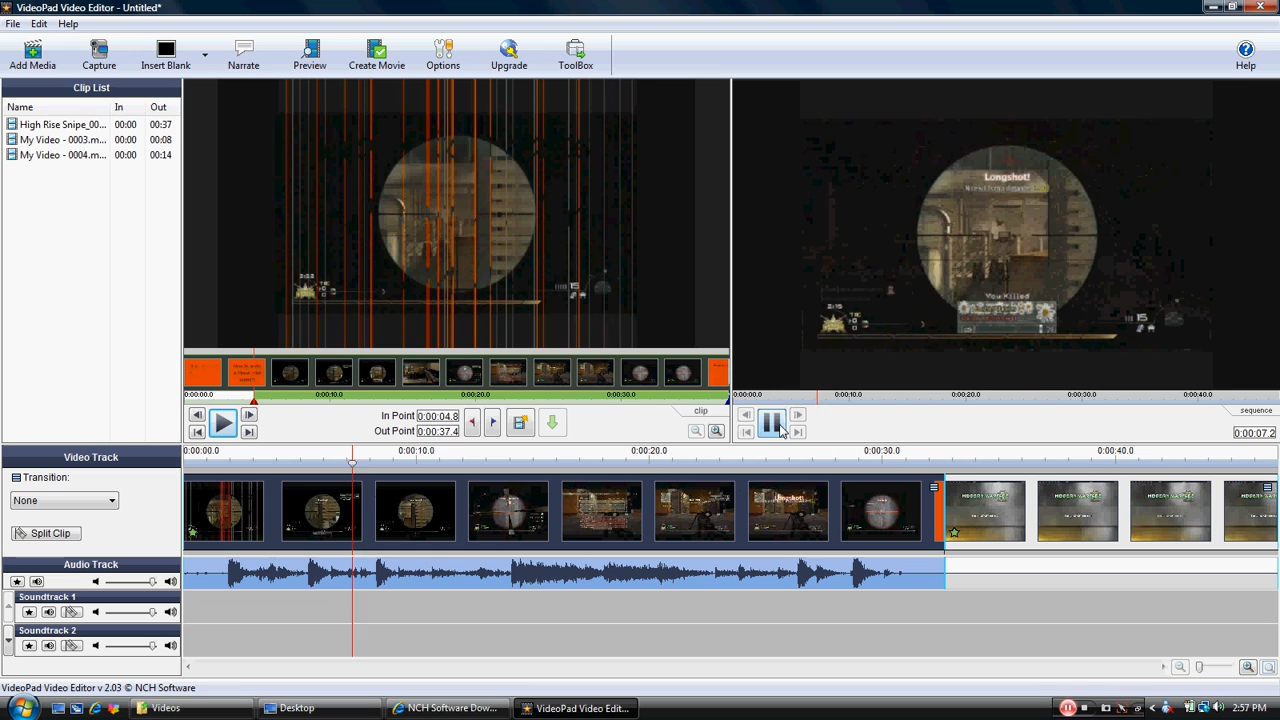 VideoPad Video Editor - Untitled*
File Edit Help
Add Media Capture Insert Blank Narrate Preview Create Movie Options Upgrade ToolBox Help
Clip List
Name In Out
High Rise Snipe_00... 00:00 00:37
My Video - 0003.m... 00:00 00:08
My Video - 0004.m... 00:00 00:14
2:22
15
Longshot!
You Killed
15
0:00:00.0 0:00:10.0 0:00:20.0 0:00:30.0
0:00:00.0 0:00:10.0 0:00:20.0 0:00:30.0 0:00:40.0
In Point 0:00:04.8
Out Point 0:00:37.4
clip
sequence
0:00:07.2
Video Track
0:00:00.0 0:00:10.0 0:00:20.0 0:00:30.0 0:00:40.0
Transition:
None
Split Clip
Longshot!
Audio Track
Soundtrack 1
Soundtrack 2
VideoPad Video Editor v 2.03 © NCH Software
Videos Desktop NCH Software Dow... VideoPad Video Edit... 2:57 PM